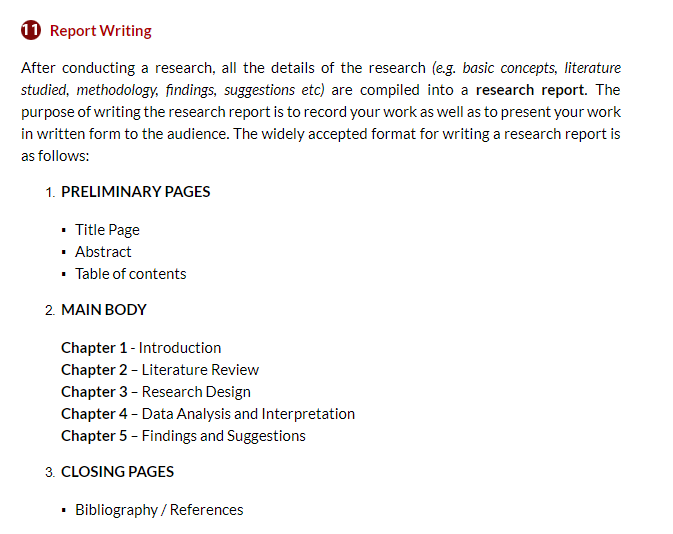 11 Report Writing
After conducting a research, all the details of the research (e.g. basic concepts, literature
studied, methodology, findings, suggestions etc) are compiled into a research report. The
purpose of writing the research report is to record your work as well as to present your work
in written form to the audience. The widely accepted format for writing a research report is
as follows:
1. PRELIMINARY PAGES
▪ Title Page
▪ Abstract
▪ Table of contents
2. MAIN BODY
Chapter 1 - Introduction
Chapter 2 – Literature Review
Chapter 3 – Research Design
Chapter 4 – Data Analysis and Interpretation
Chapter 5 – Findings and Suggestions
3. CLOSING PAGES
▪ Bibliography / References